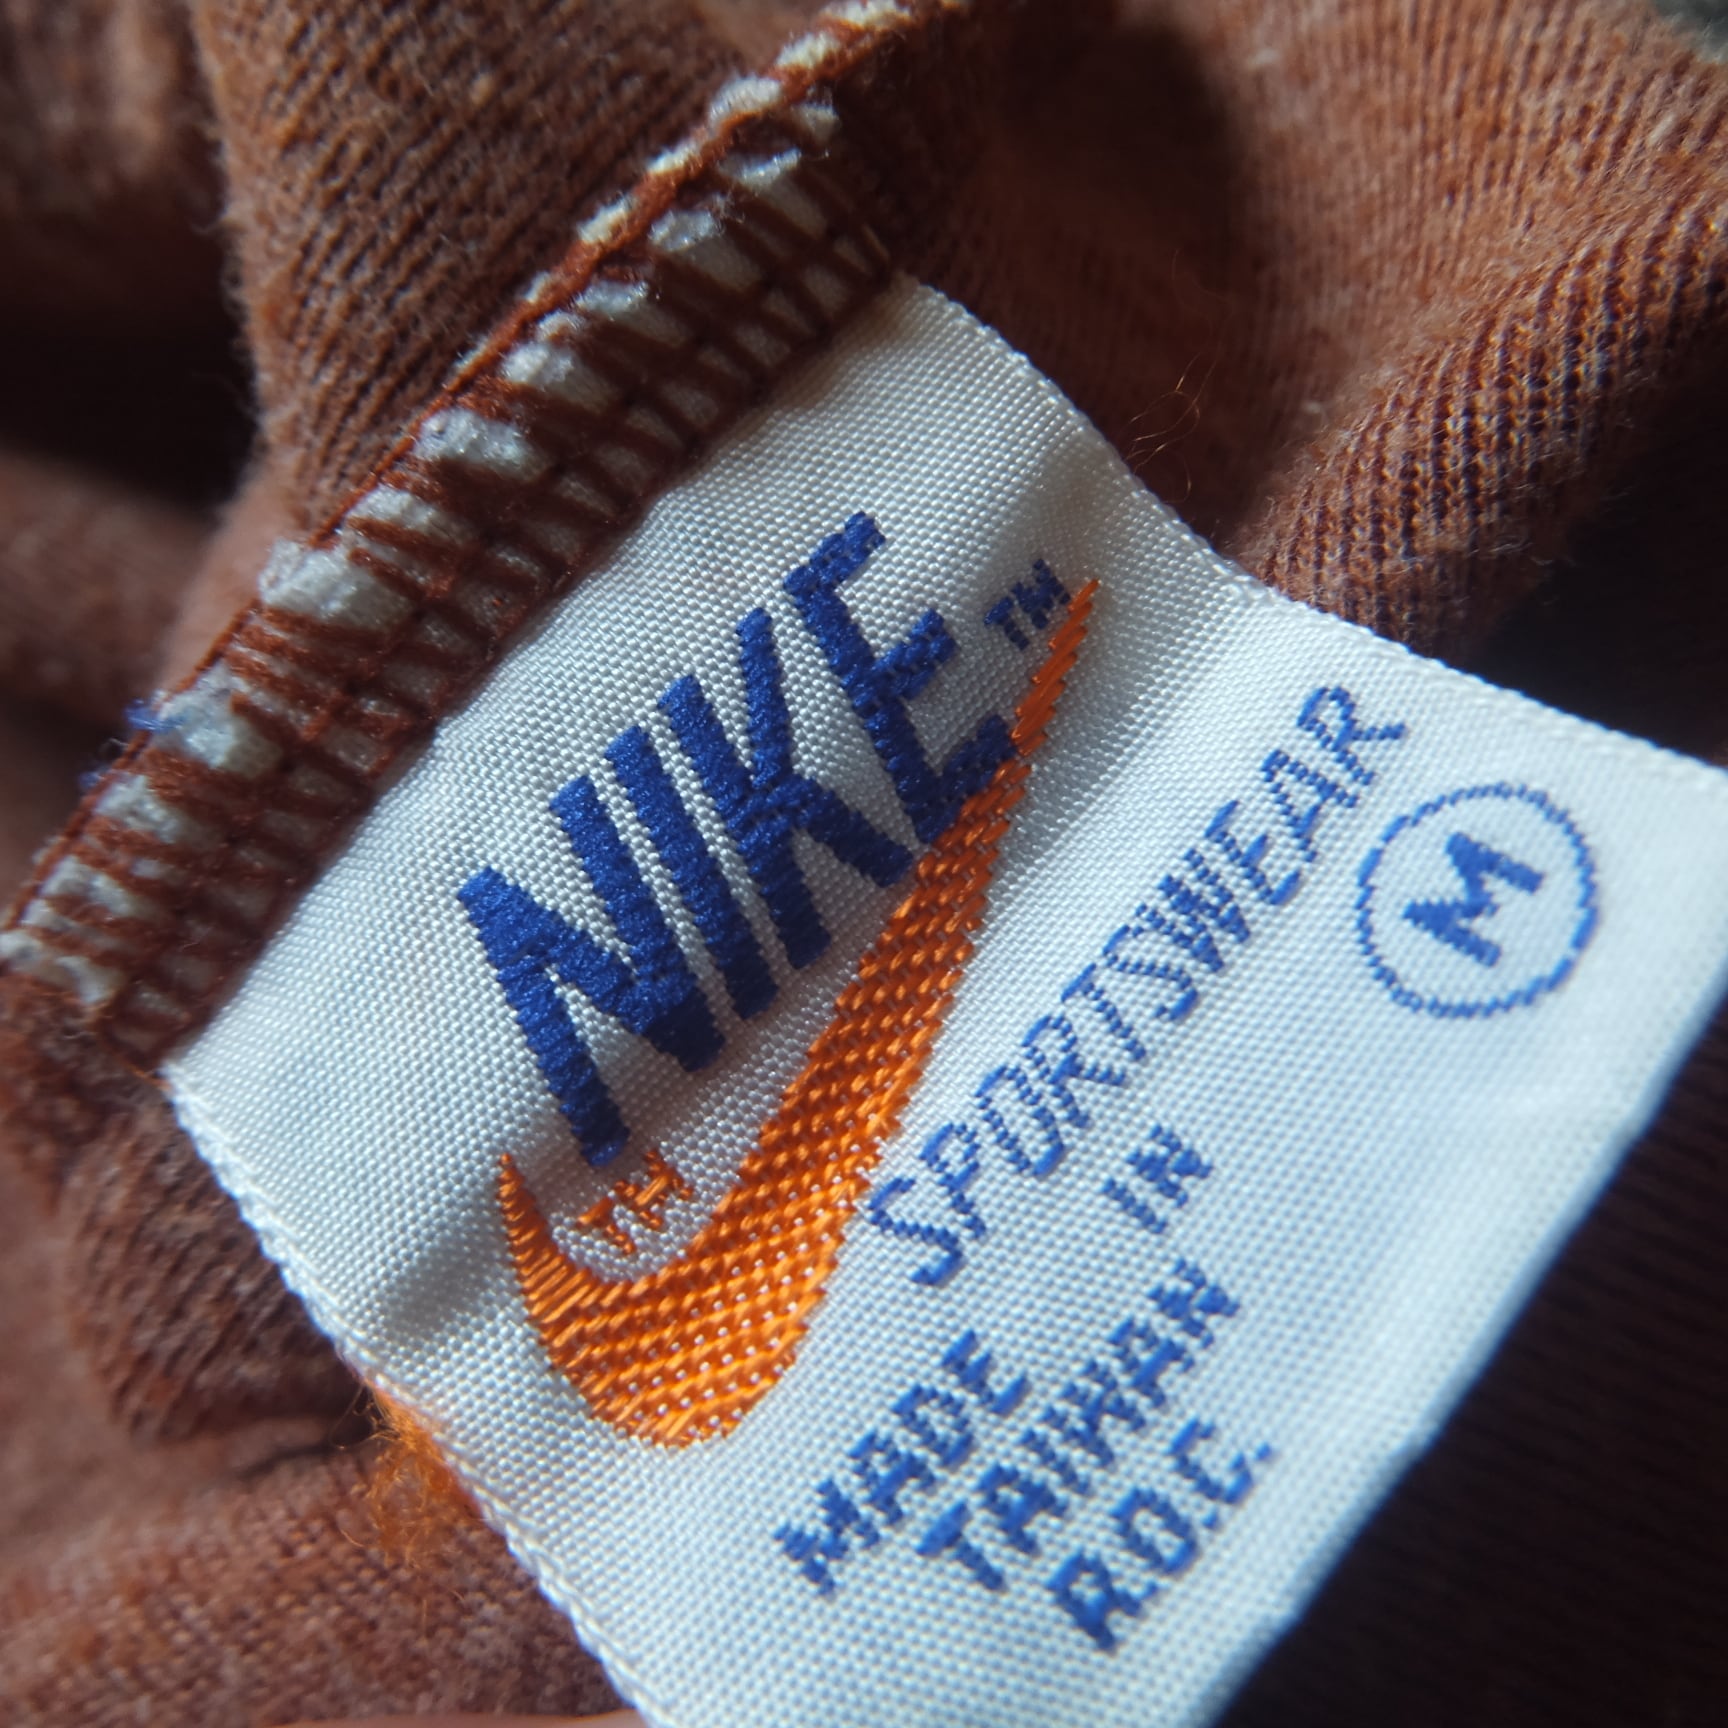 NIKE™
TM
SPORTSWEAR
M
MADE IN
TAIWAN
R.O.C.